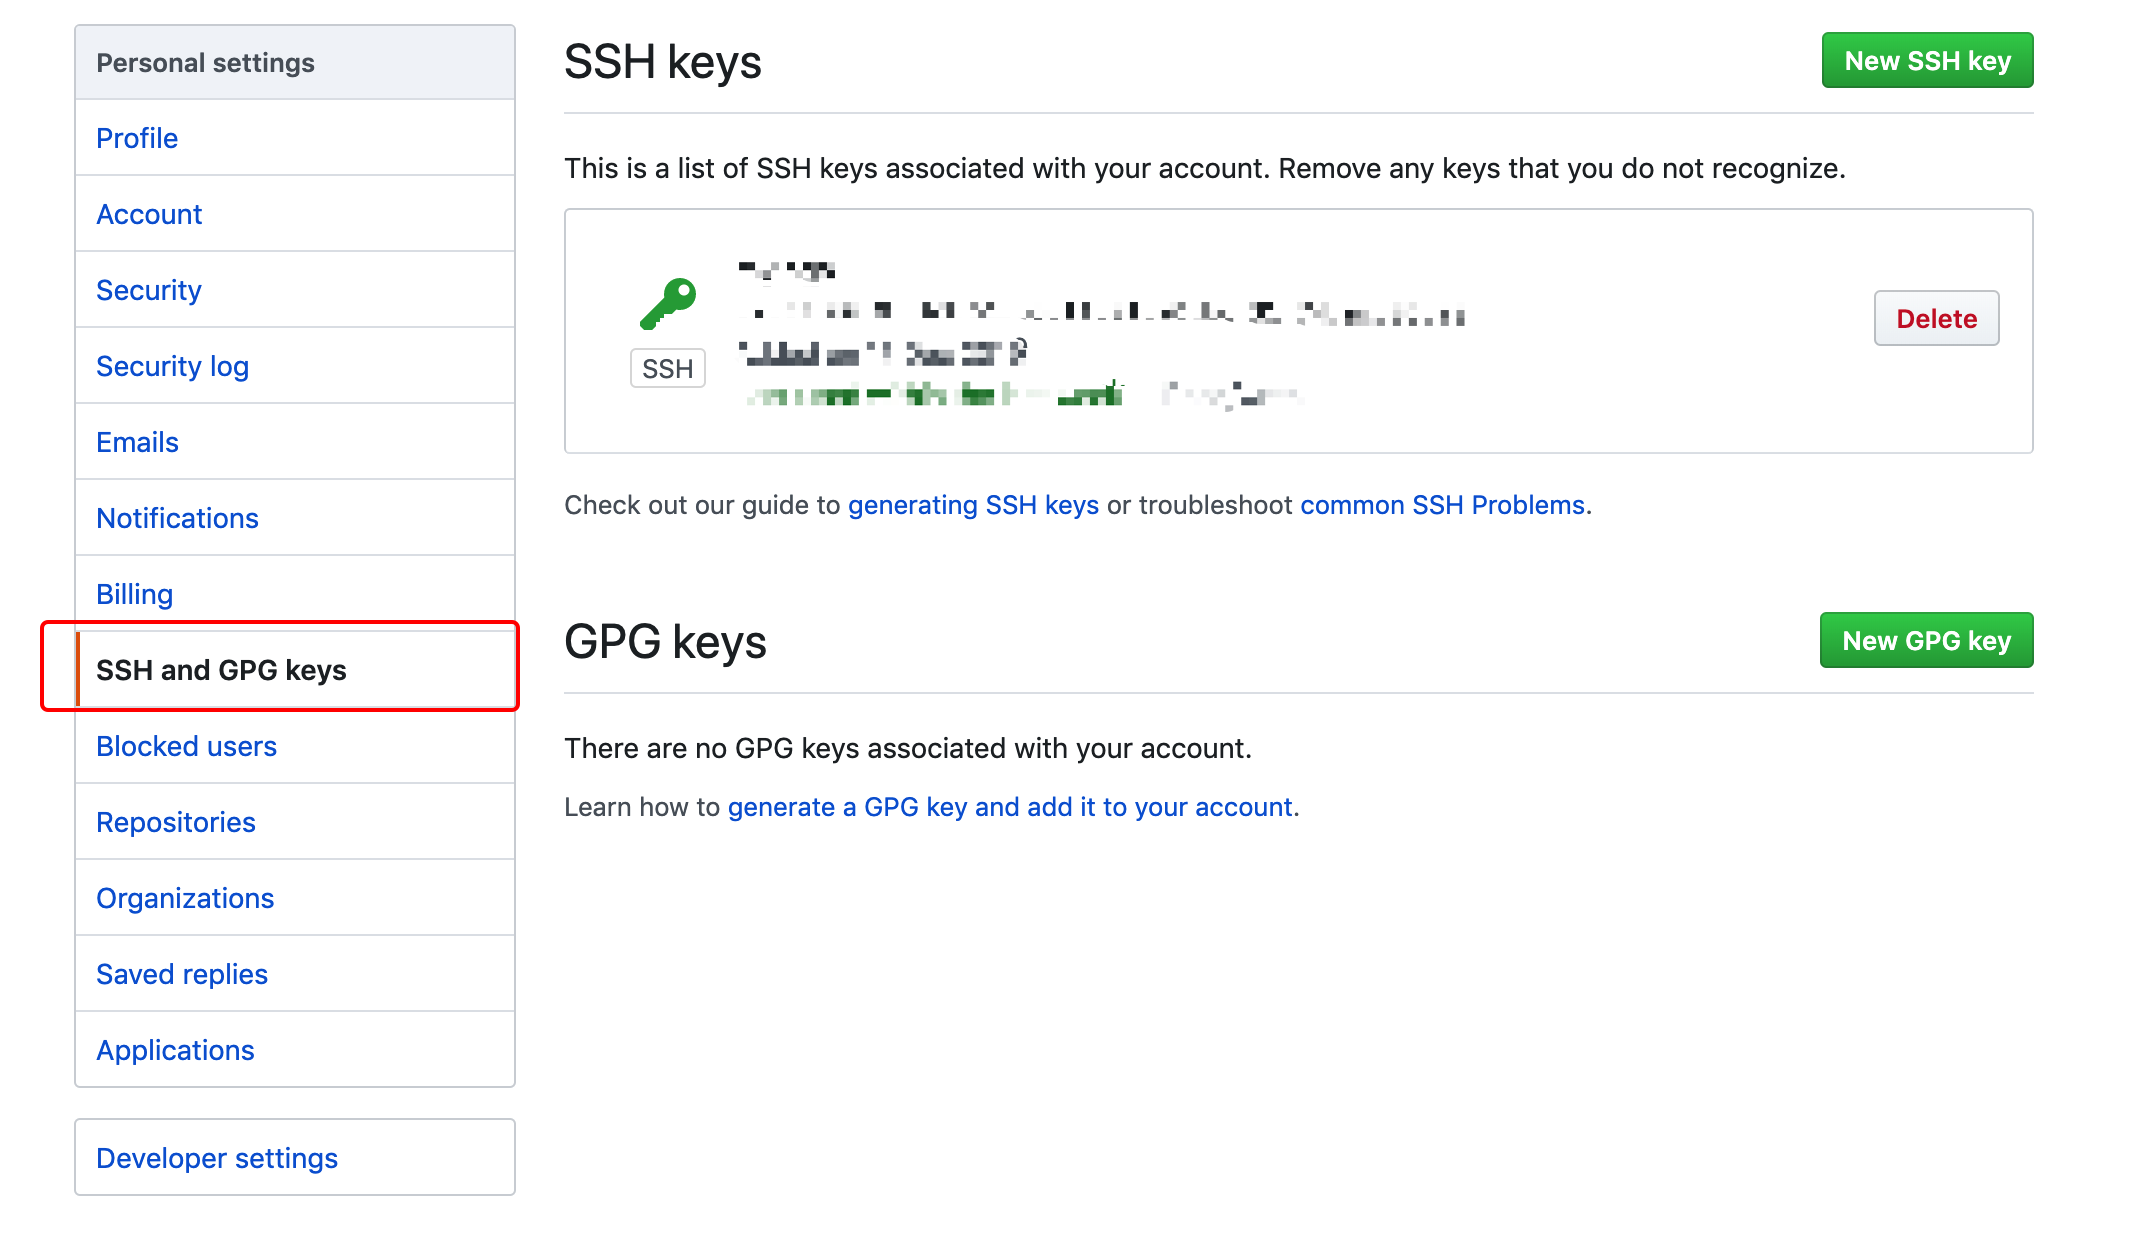 Personal settings
Profile
Account
Security
Security log
Emails
Notifications
Billing
SSH and GPG keys
Blocked users
Repositories
Organizations
Saved replies
Applications
Developer settings
SSH keys
New SSH key
This is a list of SSH keys associated with your account. Remove any keys that you do not recognize.
SSH
Delete
Check out our guide to generating SSH keys or troubleshoot common SSH Problems.
GPG keys
New GPG key
There are no GPG keys associated with your account.
Learn how to generate a GPG key and add it to your account.